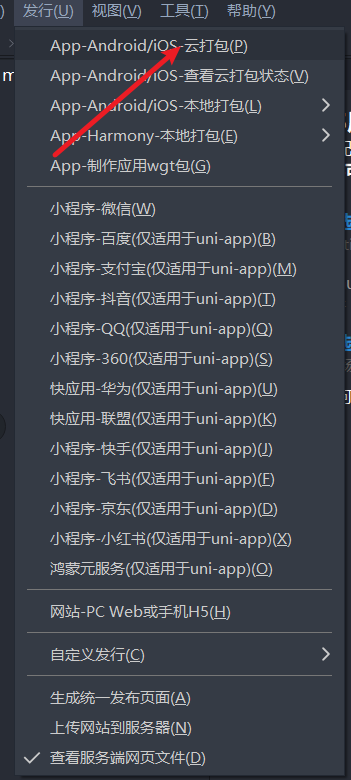 发行(U) 视图(V) 工具(T) 帮助(Y)
App-Android/iOS-云打包(P)
App-Android/iOS-查看云打包状态(V)
App-Android/iOS-本地打包(L)
App-Harmony-本地打包(E)
App-制作应用wgt包(G)
小程序-微信(W)
小程序-百度(仅适用于uni-app)(B)
小程序-支付宝(仅适用于uni-app)(M)
小程序-抖音(仅适用于uni-app)(T)
小程序-QQ(仅适用于uni-app)(Q)
小程序-360(仅适用于uni-app)(S)
快应用-华为(仅适用于uni-app)(U)
快应用-联盟(仅适用于uni-app)(K)
小程序-快手(仅适用于uni-app)(J)
小程序-飞书(仅适用于uni-app)(F)
小程序-京东(仅适用于uni-app)(D)
小程序-小红书(仅适用于uni-app)(X)
鸿蒙元服务(仅适用于uni-app)(O)
网站-PC Web或手机H5(H)
自定义发行(C)
生成统一发布页面(A)
上传网站到服务器(N)
查看服务端网页文件(D)